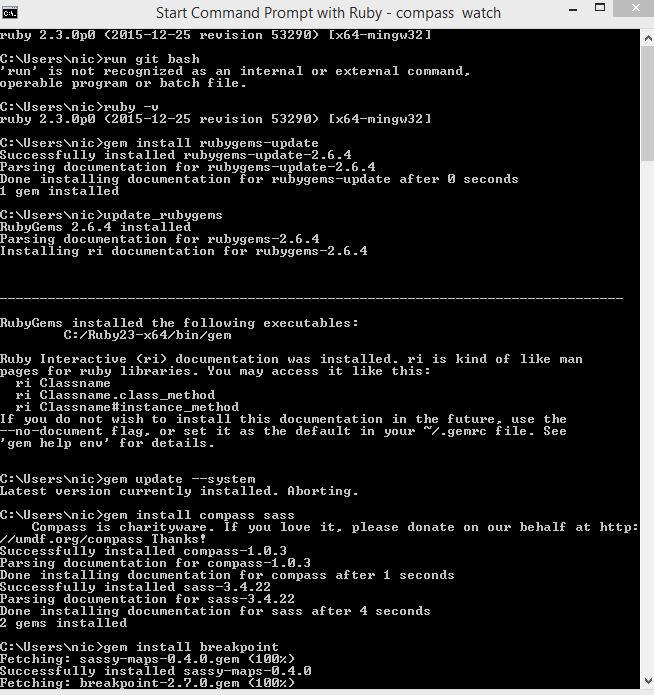 Start Command Prompt with Ruby - compass watch
ruby 2.3.0p0 (2015-12-25 revision 53290) [x64-mingw32]
C:\Users\nic>run git bash
'run' is not recognized as an internal or external command,
operable program or batch file.
C:\Users\nic>ruby -v
ruby 2.3.0p0 (2015-12-25 revision 53290) [x64-mingw32]
C:\Users\nic>gem install rubygems-update
Successfully installed rubygems-update-2.6.4
Parsing documentation for rubygems-update-2.6.4
Done installing documentation for rubygems-update after 0 seconds
1 gem installed
C:\Users\nic>update_rubygems
RubyGems 2.6.4 installed
Parsing documentation for rubygems-2.6.4
Installing ri documentation for rubygems-2.6.4
------------------------------------------------------------------------------
RubyGems installed the following executables:
C:/Ruby23-x64/bin/gem
Ruby Interactive (ri) documentation was installed. ri is kind of like man
pages for ruby libraries. You may access it like this:
ri Classname
ri Classname.class_method
ri Classname#instance_method
If you do not wish to install this documentation in the future, use the
--no-document flag, or set it as the default in your ~/.gemrc file. See
'gem help env' for details.
C:\Users\nic>gem update --system
Latest version currently installed. Aborting.
C:\Users\nic>gem install compass sass
Compass is charityware. If you love it, please donate on our behalf at http:
//umdf.org/compass Thanks!
Successfully installed compass-1.0.3
Parsing documentation for compass-1.0.3
Done installing documentation for compass after 1 seconds
Successfully installed sass-3.4.22
Parsing documentation for sass-3.4.22
Done installing documentation for sass after 4 seconds
2 gems installed
C:\Users\nic>gem install breakpoint
Fetching: sassy-maps-0.4.0.gem (100%)
Successfully installed sassy-maps-0.4.0
Fetching: breakpoint-2.7.0.gem (100%)